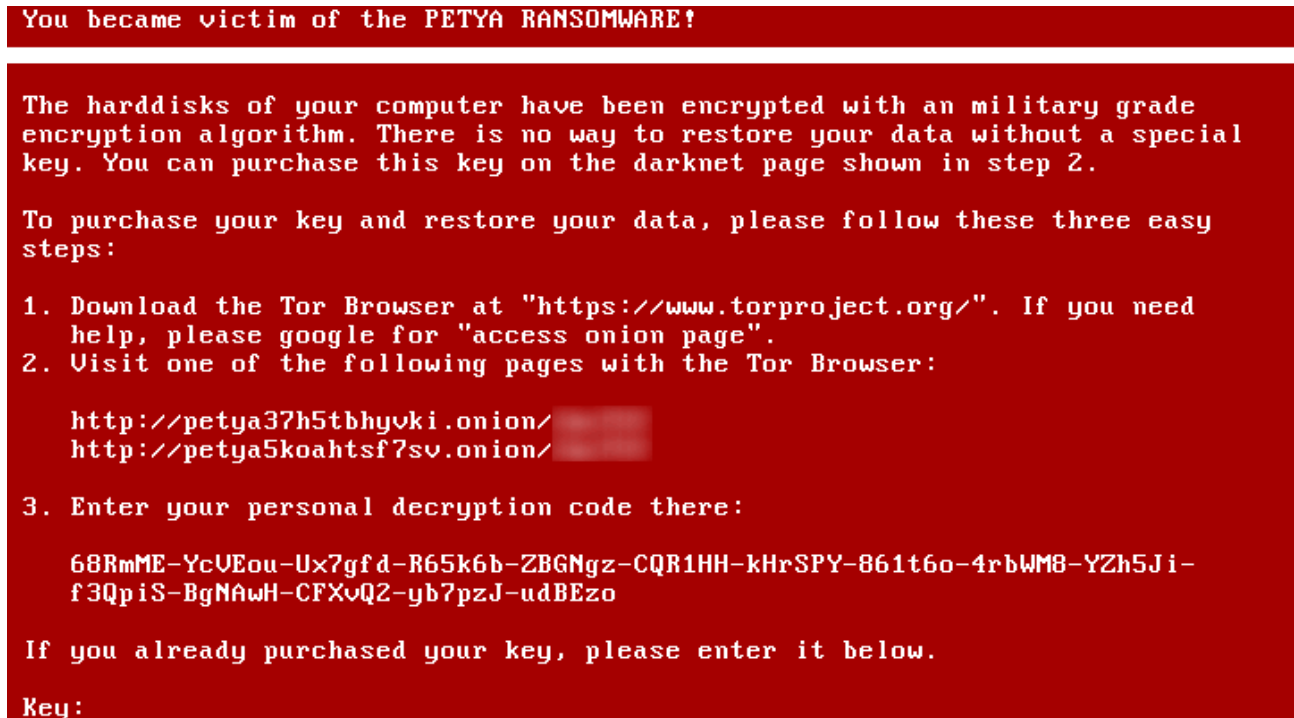 You became victim of the PETYA RANSOMWARE!
The harddisks of your computer have been encrypted with an military grade
encryption algorithm. There is no way to restore your data without a special
key. You can purchase this key on the darknet page shown in step 2.
To purchase your key and restore your data, please follow these three easy
steps:
1. Download the Tor Browser at "https://www.torproject.org/". If you need
help, please google for "access onion page".
2. Visit one of the following pages with the Tor Browser:
http://petya37h5tbhyvki.onion/
http://petya5koahtsf7sv.onion/
3. Enter your personal decryption code there:
68RmME-YcVEou-Ux7gfd-R65k6b-ZBGNgz-CQR1HH-kHrSPY-861t6o-4rbWM8-YZh5Ji-
f3QpiS-BgNAwH-CFXvQ2-yb7pzJ-udBEzo
If you already purchased your key, please enter it below.
Key: